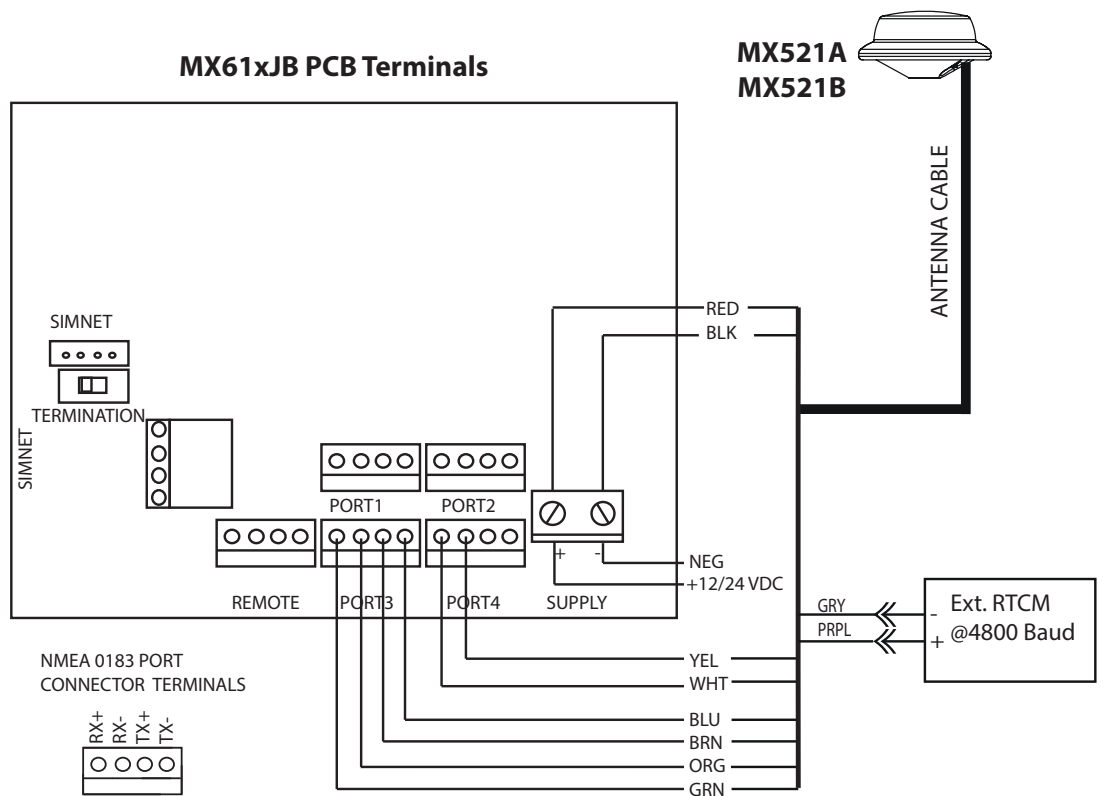 MX61xJB PCB Terminals
MX521A
MX521B
ANTENNA CABLE
RED
BLK
SIMNET
TERMINATION
SIMNET
PORT1
PORT2
+
-
NEG
+12/24 VDC
REMOTE
PORT3
PORT4
SUPPLY
GRY
PRPL
-
+
Ext. RTCM
@4800 Baud
YEL
WHT
BLU
BRN
ORG
GRN
NMEA 0183 PORT
CONNECTOR TERMINALS
RX+
RX-
TX+
TX-